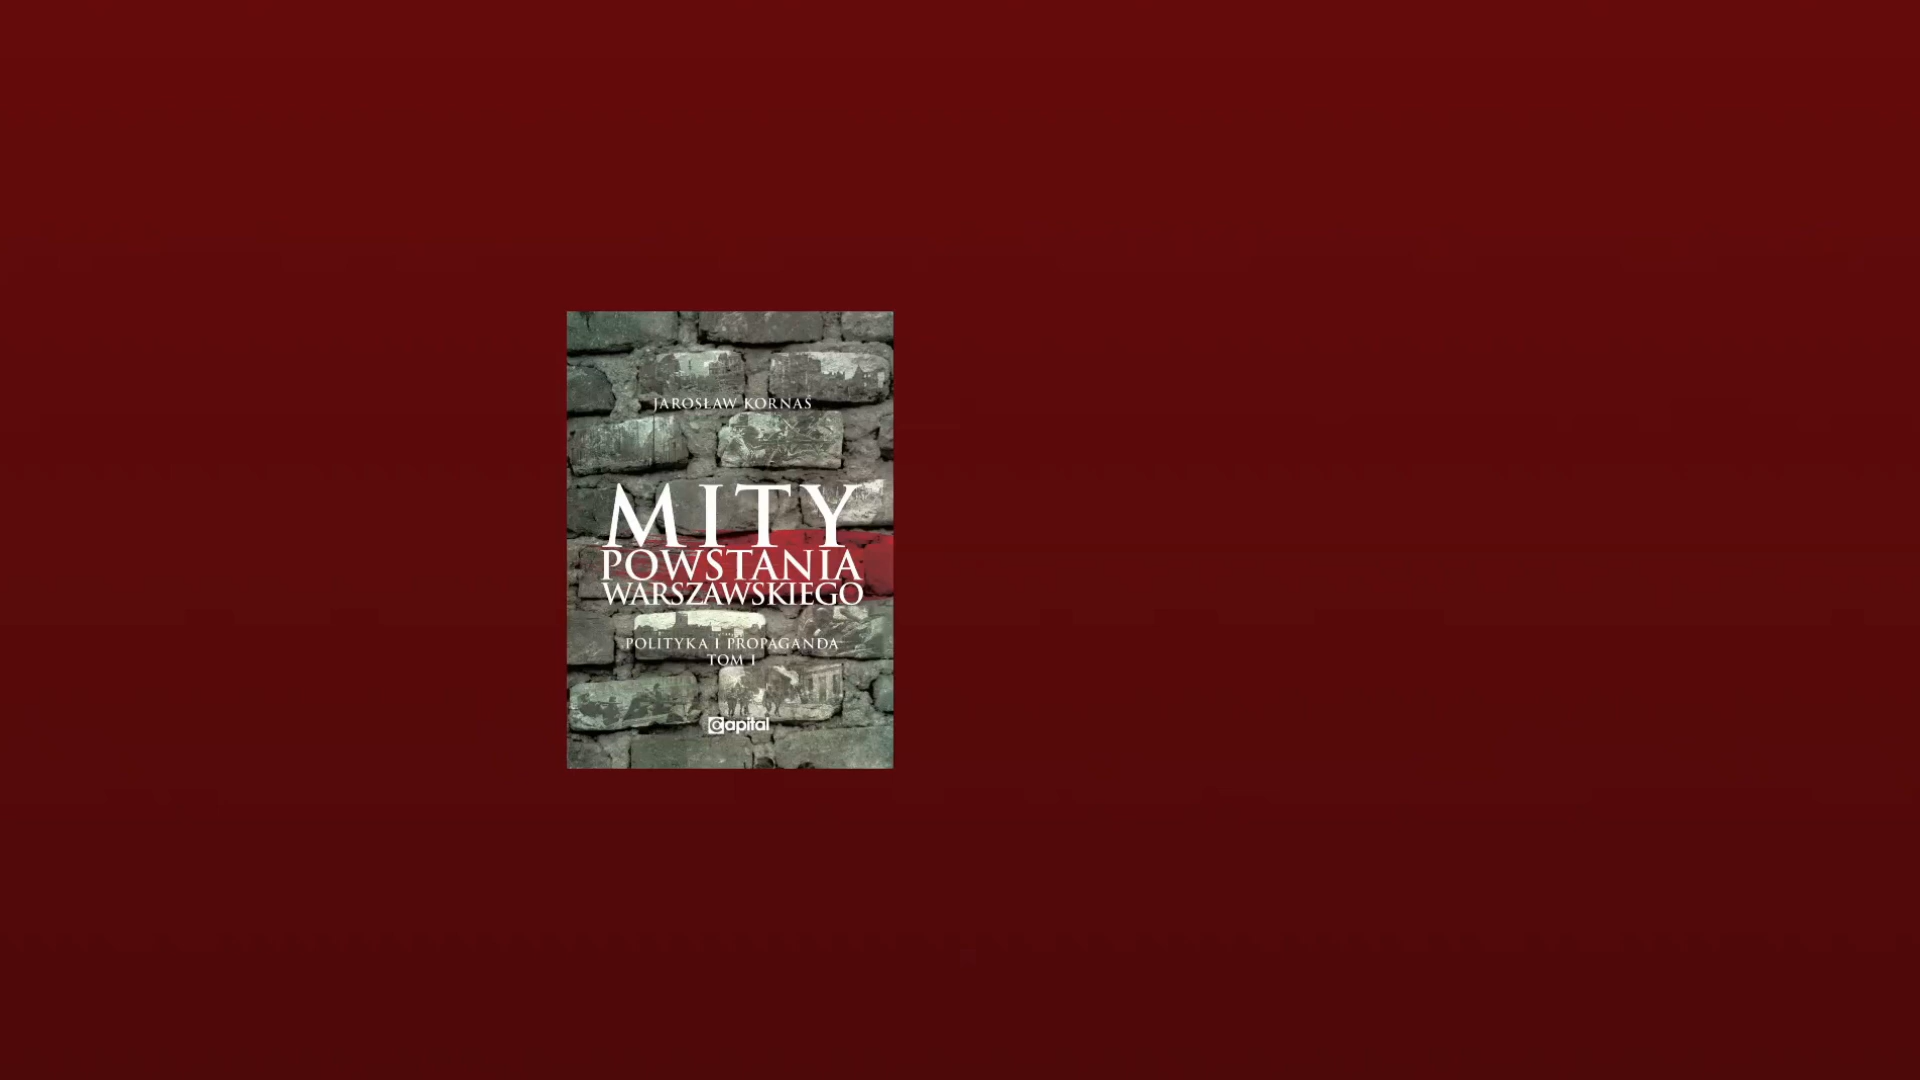 JAROSŁAW KORNAŚ
MITY
POWSTANIA
WARSZAWSKIEGO
POLITYKA I PROPAGANDA
TOM I
Capital